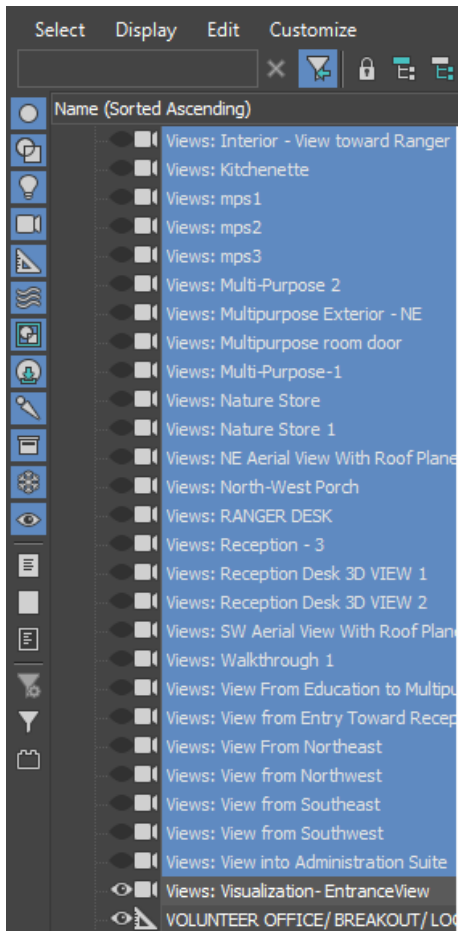 Select Display Edit Customize
Name (Sorted Ascending)
Views: Interior - View toward Ranger
Views: Kitchenette
Views: mps1
Views: mps2
Views: mps3
Views: Multi-Purpose 2
Views: Multipurpose Exterior - NE
Views: Multipurpose room door
Views: Multi-Purpose-1
Views: Nature Store
Views: Nature Store 1
Views: NE Aerial View With Roof Plane
Views: North-West Porch
Views: RANGER DESK
Views: Reception - 3
Views: Reception Desk 3D VIEW 1
Views: Reception Desk 3D VIEW 2
Views: SW Aerial View With Roof Plan
Views: Walkthrough 1
Views: View From Education to Multipu
Views: View from Entry Toward Recep
Views: View From Northeast
Views: View from Northwest
Views: View from Southeast
Views: View from Southwest
Views: View into Administration Suite
Views: Visualization- EntranceView
VOLUNTEER OFFICE/ BREAKOUT/ LOC